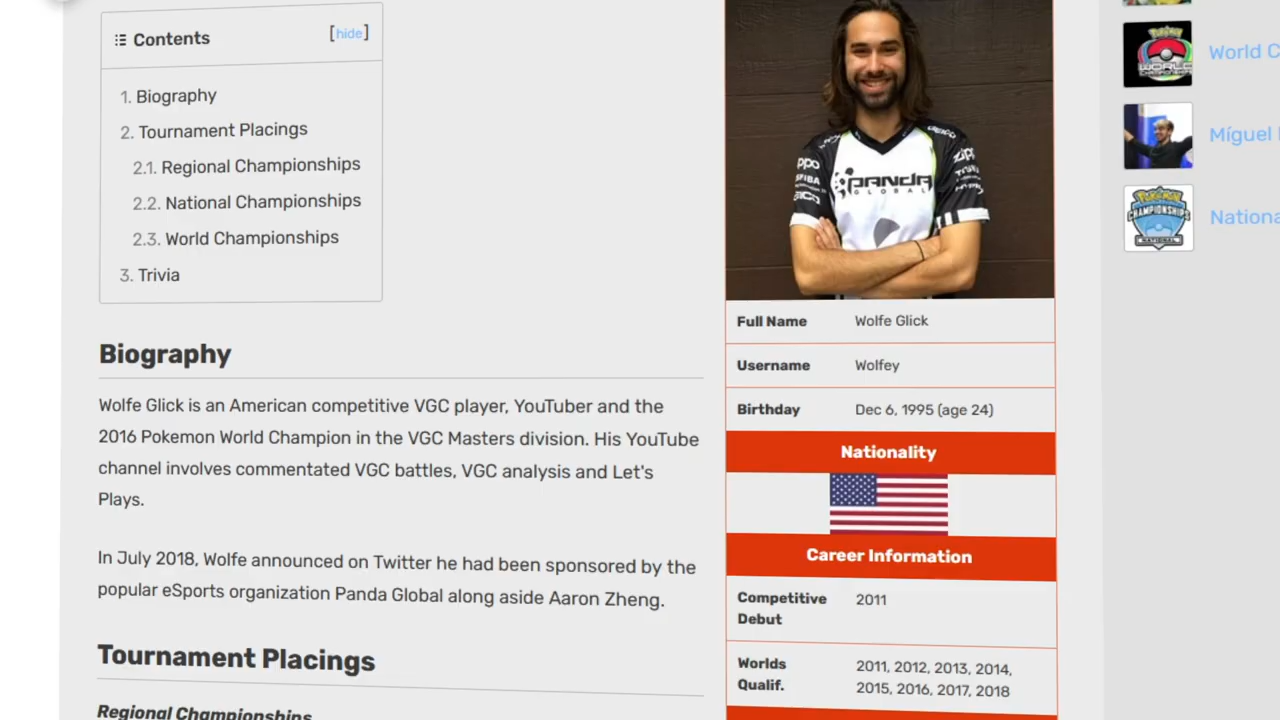 Contents
[hide]
1. Biography
2. Tournament Placings
2.1. Regional Championships
2.2. National Championships
2.3. World Championships
3. Trivia
Biography
Wolfe Glick is an American competitive VGC player, YouTuber and the
2016 Pokemon World Champion in the VGC Masters division. His YouTube
channel involves commentated VGC battles, VGC analysis and Let's
Plays.
In July 2018, Wolfe announced on Twitter he had been sponsored by the
popular eSports organization Panda Global along aside Aaron Zheng.
Tournament Placings
Regional Championships
PANDA
GLOBAL
Full Name Wolfe Glick
Username Wolfey
Birthday Dec 6, 1995 (age 24)
Nationality
Career Information
Competitive
Debut
2011
Worlds
Qualif.
2011, 2012, 2013, 2014,
2015, 2016, 2017, 2018
World C
Míguel
Nationa